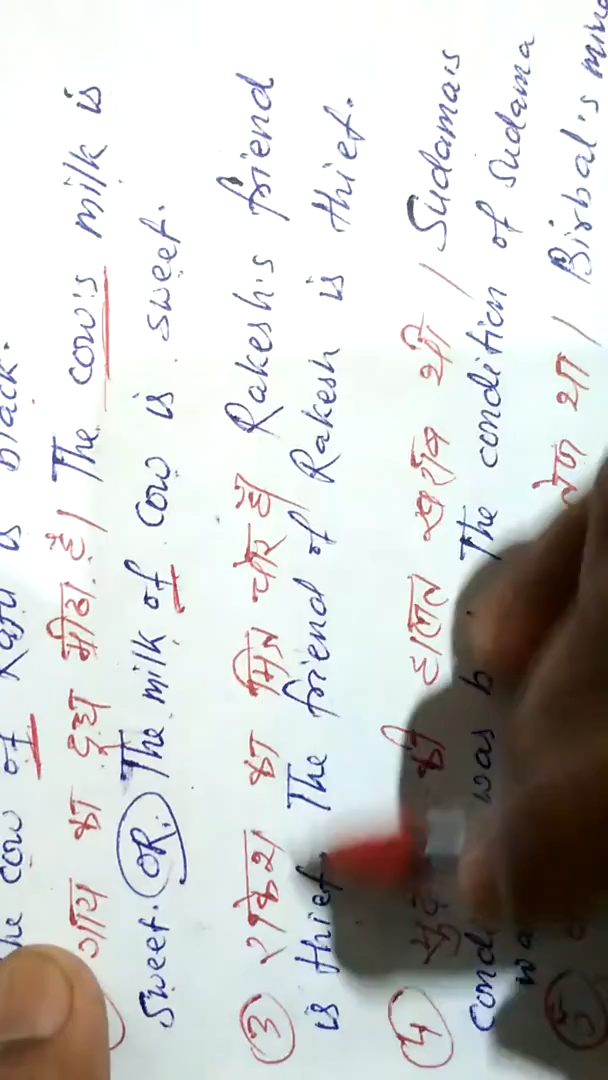 he cow of Raju is black.
गाय का दूध मीठा है। The cow's milk is
sweet. OR. The milk of cow is sweet.
③ राकेश का मित्र चोर है। Rakesh's friend
is thief. The friend of Rakesh is thief.
④ की हालत खराब थी। Sudama's
was The condition of Sudama
⑤ था। Birbal's